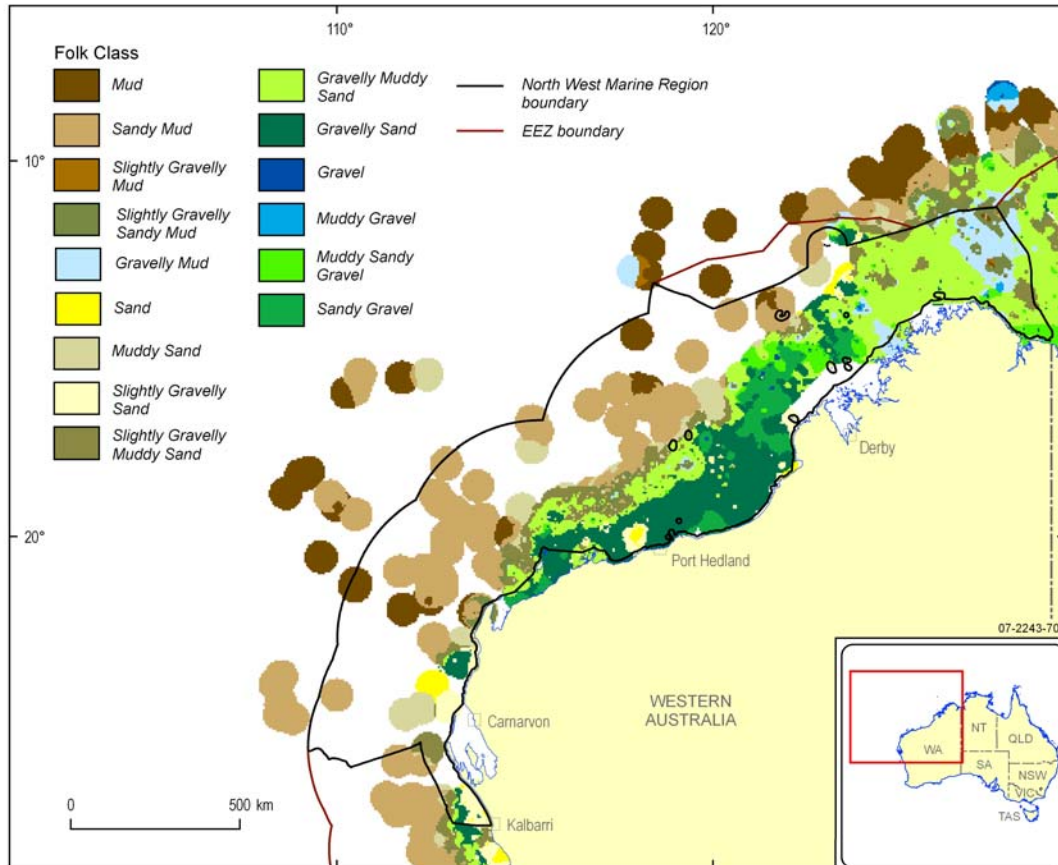 110°
120°
Folk Class
Mud
Sandy Mud
Slightly Gravelly
Mud
Slightly Gravelly
Sandy Mud
Gravelly Mud
Sand
Muddy Sand
Slightly Gravelly
Sand
Slightly Gravelly
Muddy Sand
Gravelly Muddy
Sand
Gravelly Sand
Gravel
Muddy Gravel
Muddy Sandy
Gravel
Sandy Gravel
North West Marine Region
boundary
EEZ boundary
10°
20°
Derby
Port Hedland
WESTERN
AUSTRALIA
Carnarvon
Kalbarri
0
500 km
07-2243-70
WA
NT
QLD
SA
NSW
VIC
TAS